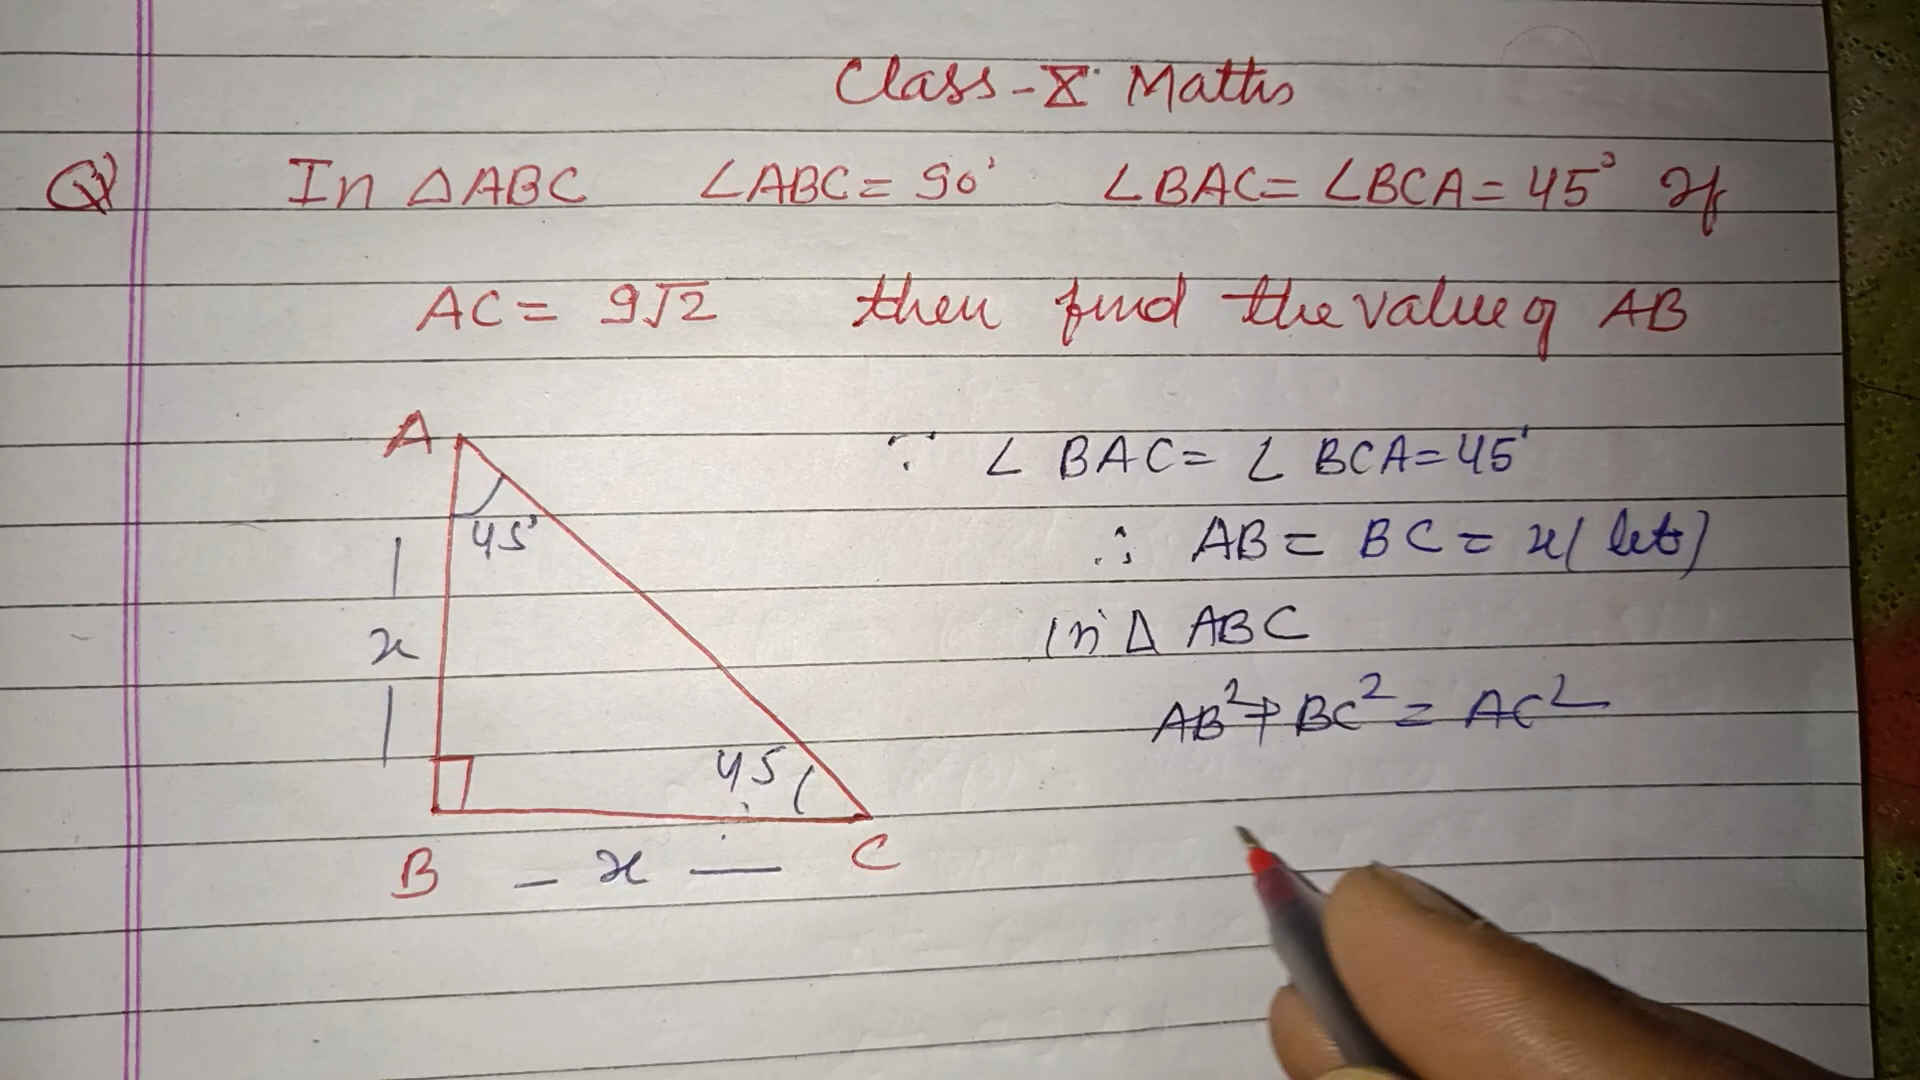 Class-X Maths
Q) In △ABC ∠ABC = 90° ∠BAC = ∠BCA = 45° If
AC = 9√2 then find the value of AB
A
45°
x
45°
B - x — C
∵ ∠BAC = ∠BCA = 45°
∴ AB = BC = x (let)
In △ABC
AB² + BC² = AC²